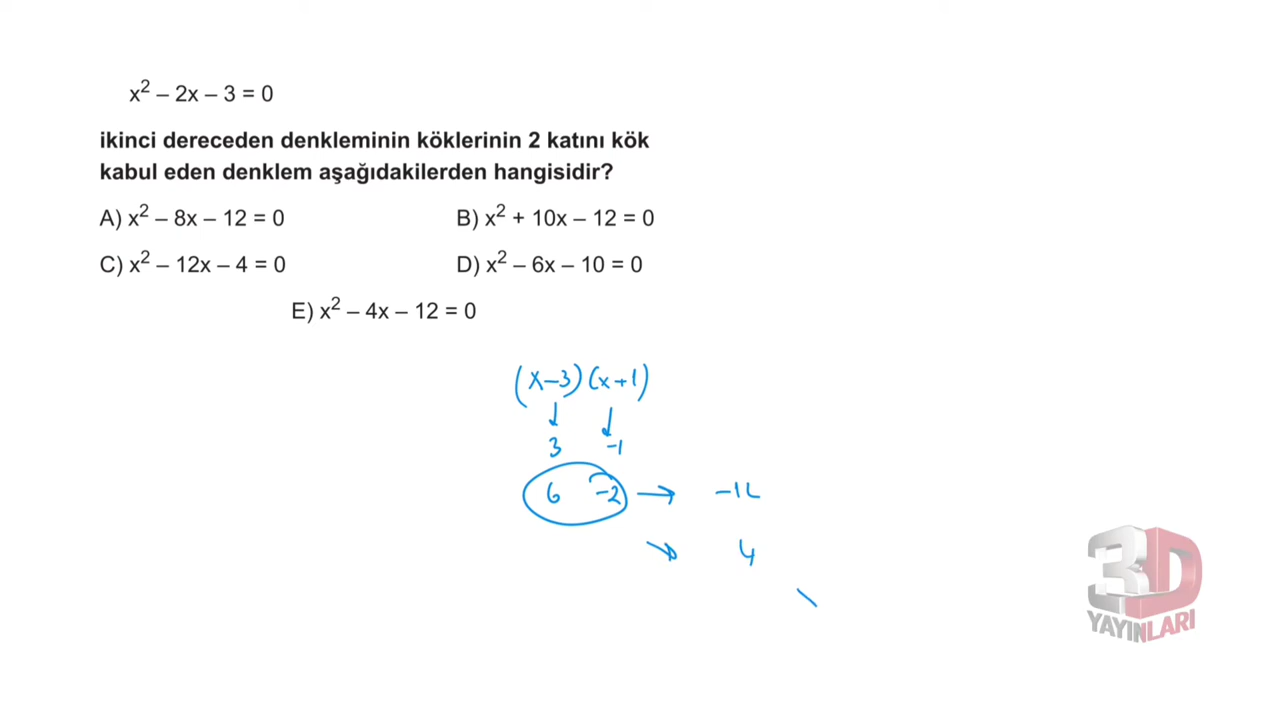 x² – 2x – 3 = 0
ikinci dereceden denkleminin köklerinin 2 katını kök
kabul eden denklem aşağıdakilerden hangisidir?
A) x² – 8x – 12 = 0 B) x² + 10x – 12 = 0
C) x² – 12x – 4 = 0 D) x² – 6x – 10 = 0
E) x² – 4x – 12 = 0
(x–3)(x+1)
3 –1
6 –2 → –12
→ 4
3D
YAYINLARI